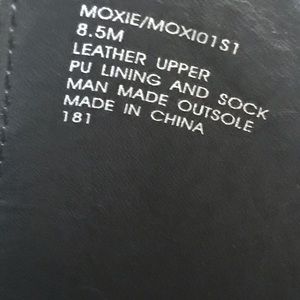 MOXIE/MOXI01S1
8.5M
LEATHER UPPER
PU LINING AND SOCK
MAN MADE OUTSOLE
MADE IN CHINA
181